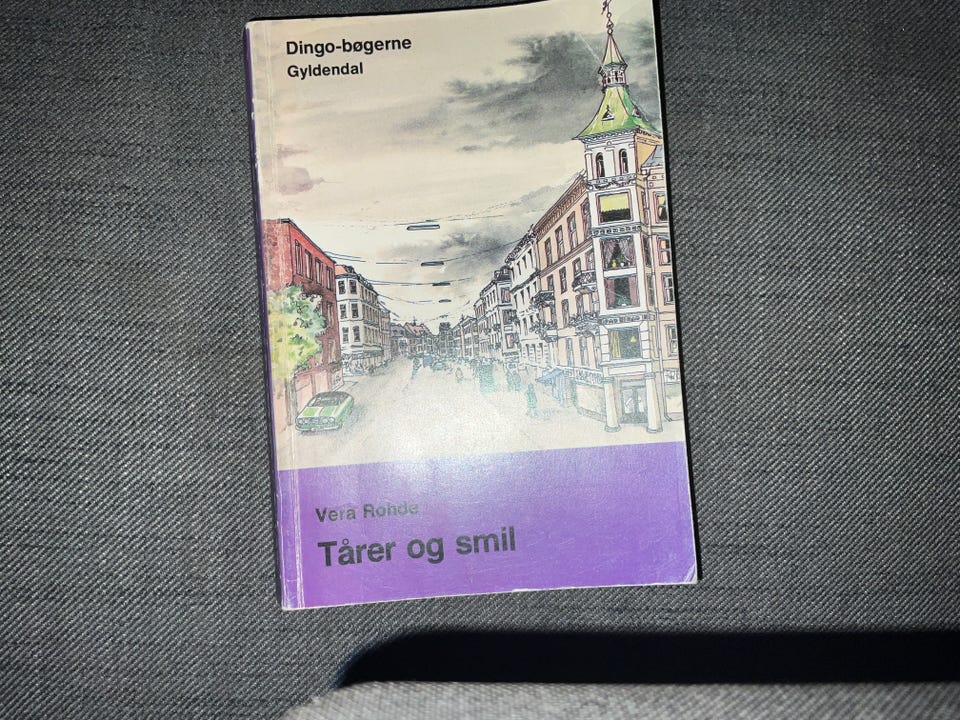 Dingo-bøgerne
Gyldendal
Vera Rohde
Tårer og smil